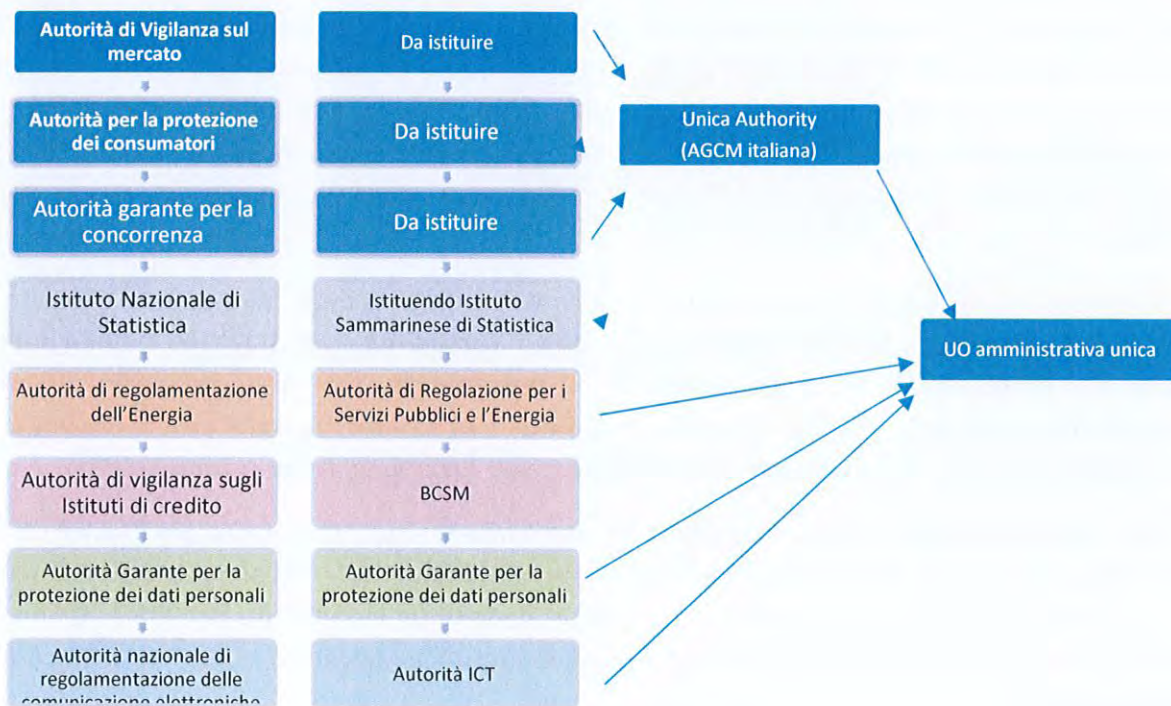 Autorità di Vigilanza sul
mercato
Autorità per la protezione
dei consumatori
Autorità garante per la
concorrenza
Istituto Nazionale di
Statistica
Autorità di regolamentazione
dell'Energia
Autorità di vigilanza sugli
Istituti di credito
Autorità Garante per la
protezione dei dati personali
Autorità nazionale di
regolamentazione delle
comunicazione elettroniche
Da istituire
Da istituire
Da istituire
Istituendo Istituto
Sammarinese di Statistica
Autorità di Regolazione per i
Servizi Pubblici e l'Energia
BCSM
Autorità Garante per la
protezione dei dati personali
Autorità ICT
Unica Authority
(AGCM italiana)
UO amministrativa unica